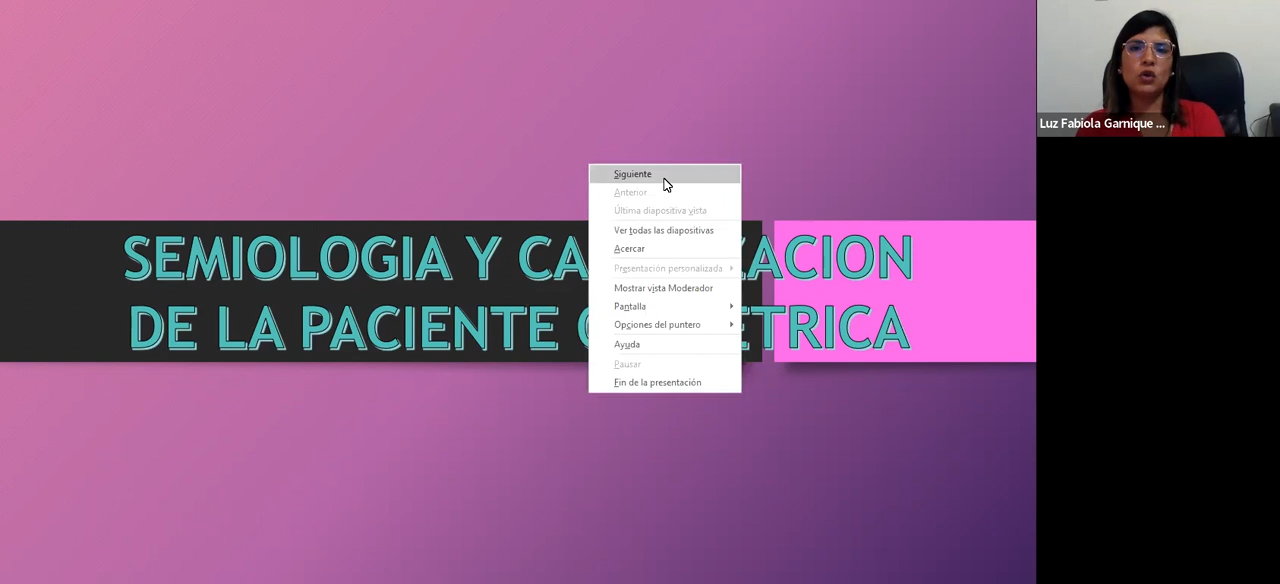 Luz Fabiola Garnique ...
Siguiente
Anterior
Última diapositiva vista
Ver todas las diapositivas
Acercar
Presentación personalizada
Mostrar vista Moderador
Pantalla
Opciones del puntero
Ayuda
Pausar
Fin de la presentación
SEMIOLOGIA Y CA ACION
DE LA PACIENTE ETRICA